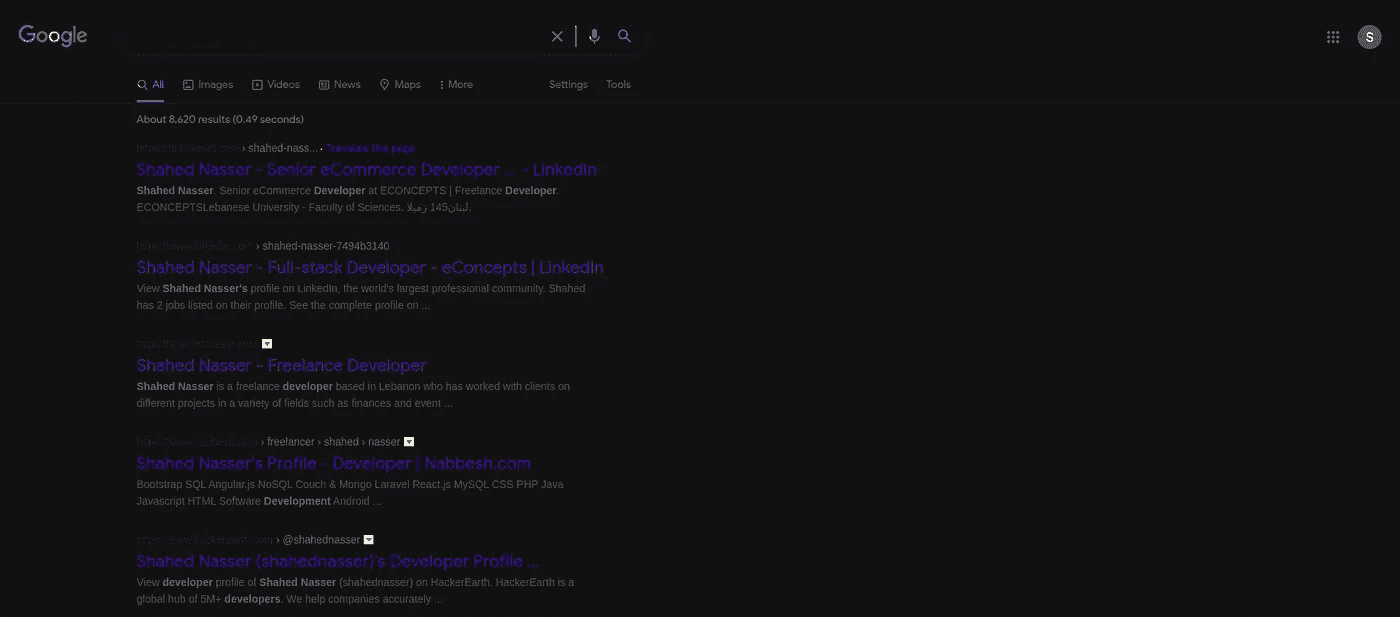 Google
All Images Videos News Maps More Settings Tools
About 8,620 results (0.49 seconds)
› shahed-nass... · Translate this page
Shahed Nasser - Senior eCommerce Developer ... - LinkedIn
Shahed Nasser. Senior eCommerce Developer at ECONCEPTS | Freelance Developer.
ECONCEPTSLebanese University - Faculty of Sciences. لبنان145 زميلا.
› shahed-nasser-7494b3140
Shahed Nasser - Full-stack Developer - eConcepts | LinkedIn
View Shahed Nasser's profile on LinkedIn, the world's largest professional community. Shahed
has 2 jobs listed on their profile. See the complete profile on ...
Shahed Nasser - Freelance Developer
Shahed Nasser is a freelance developer based in Lebanon who has worked with clients on
different projects in a variety of fields such as finances and event ...
› freelancer › shahed › nasser
Shahed Nasser's Profile - Developer | Nabbesh.com
Bootstrap SQL Angular.js NoSQL Couch & Mongo Laravel React.js MySQL CSS PHP Java
Javascript HTML Software Development Android ...
› @shahednasser
Shahed Nasser (shahednasser)'s Developer Profile ...
View developer profile of Shahed Nasser (shahednasser) on HackerEarth. HackerEarth is a
global hub of 5M+ developers. We help companies accurately ...
S